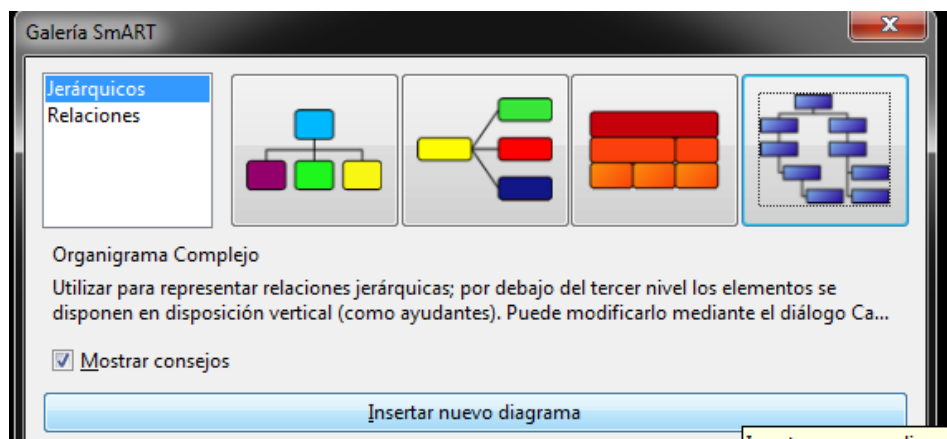 Galería SmART
Jerárquicos
Relaciones
Organigrama Complejo
Utilizar para representar relaciones jerárquicas; por debajo del tercer nivel los elementos se
disponen en disposición vertical (como ayudantes). Puede modificarlo mediante el diálogo Ca...
Mostrar consejos
Insertar nuevo diagrama